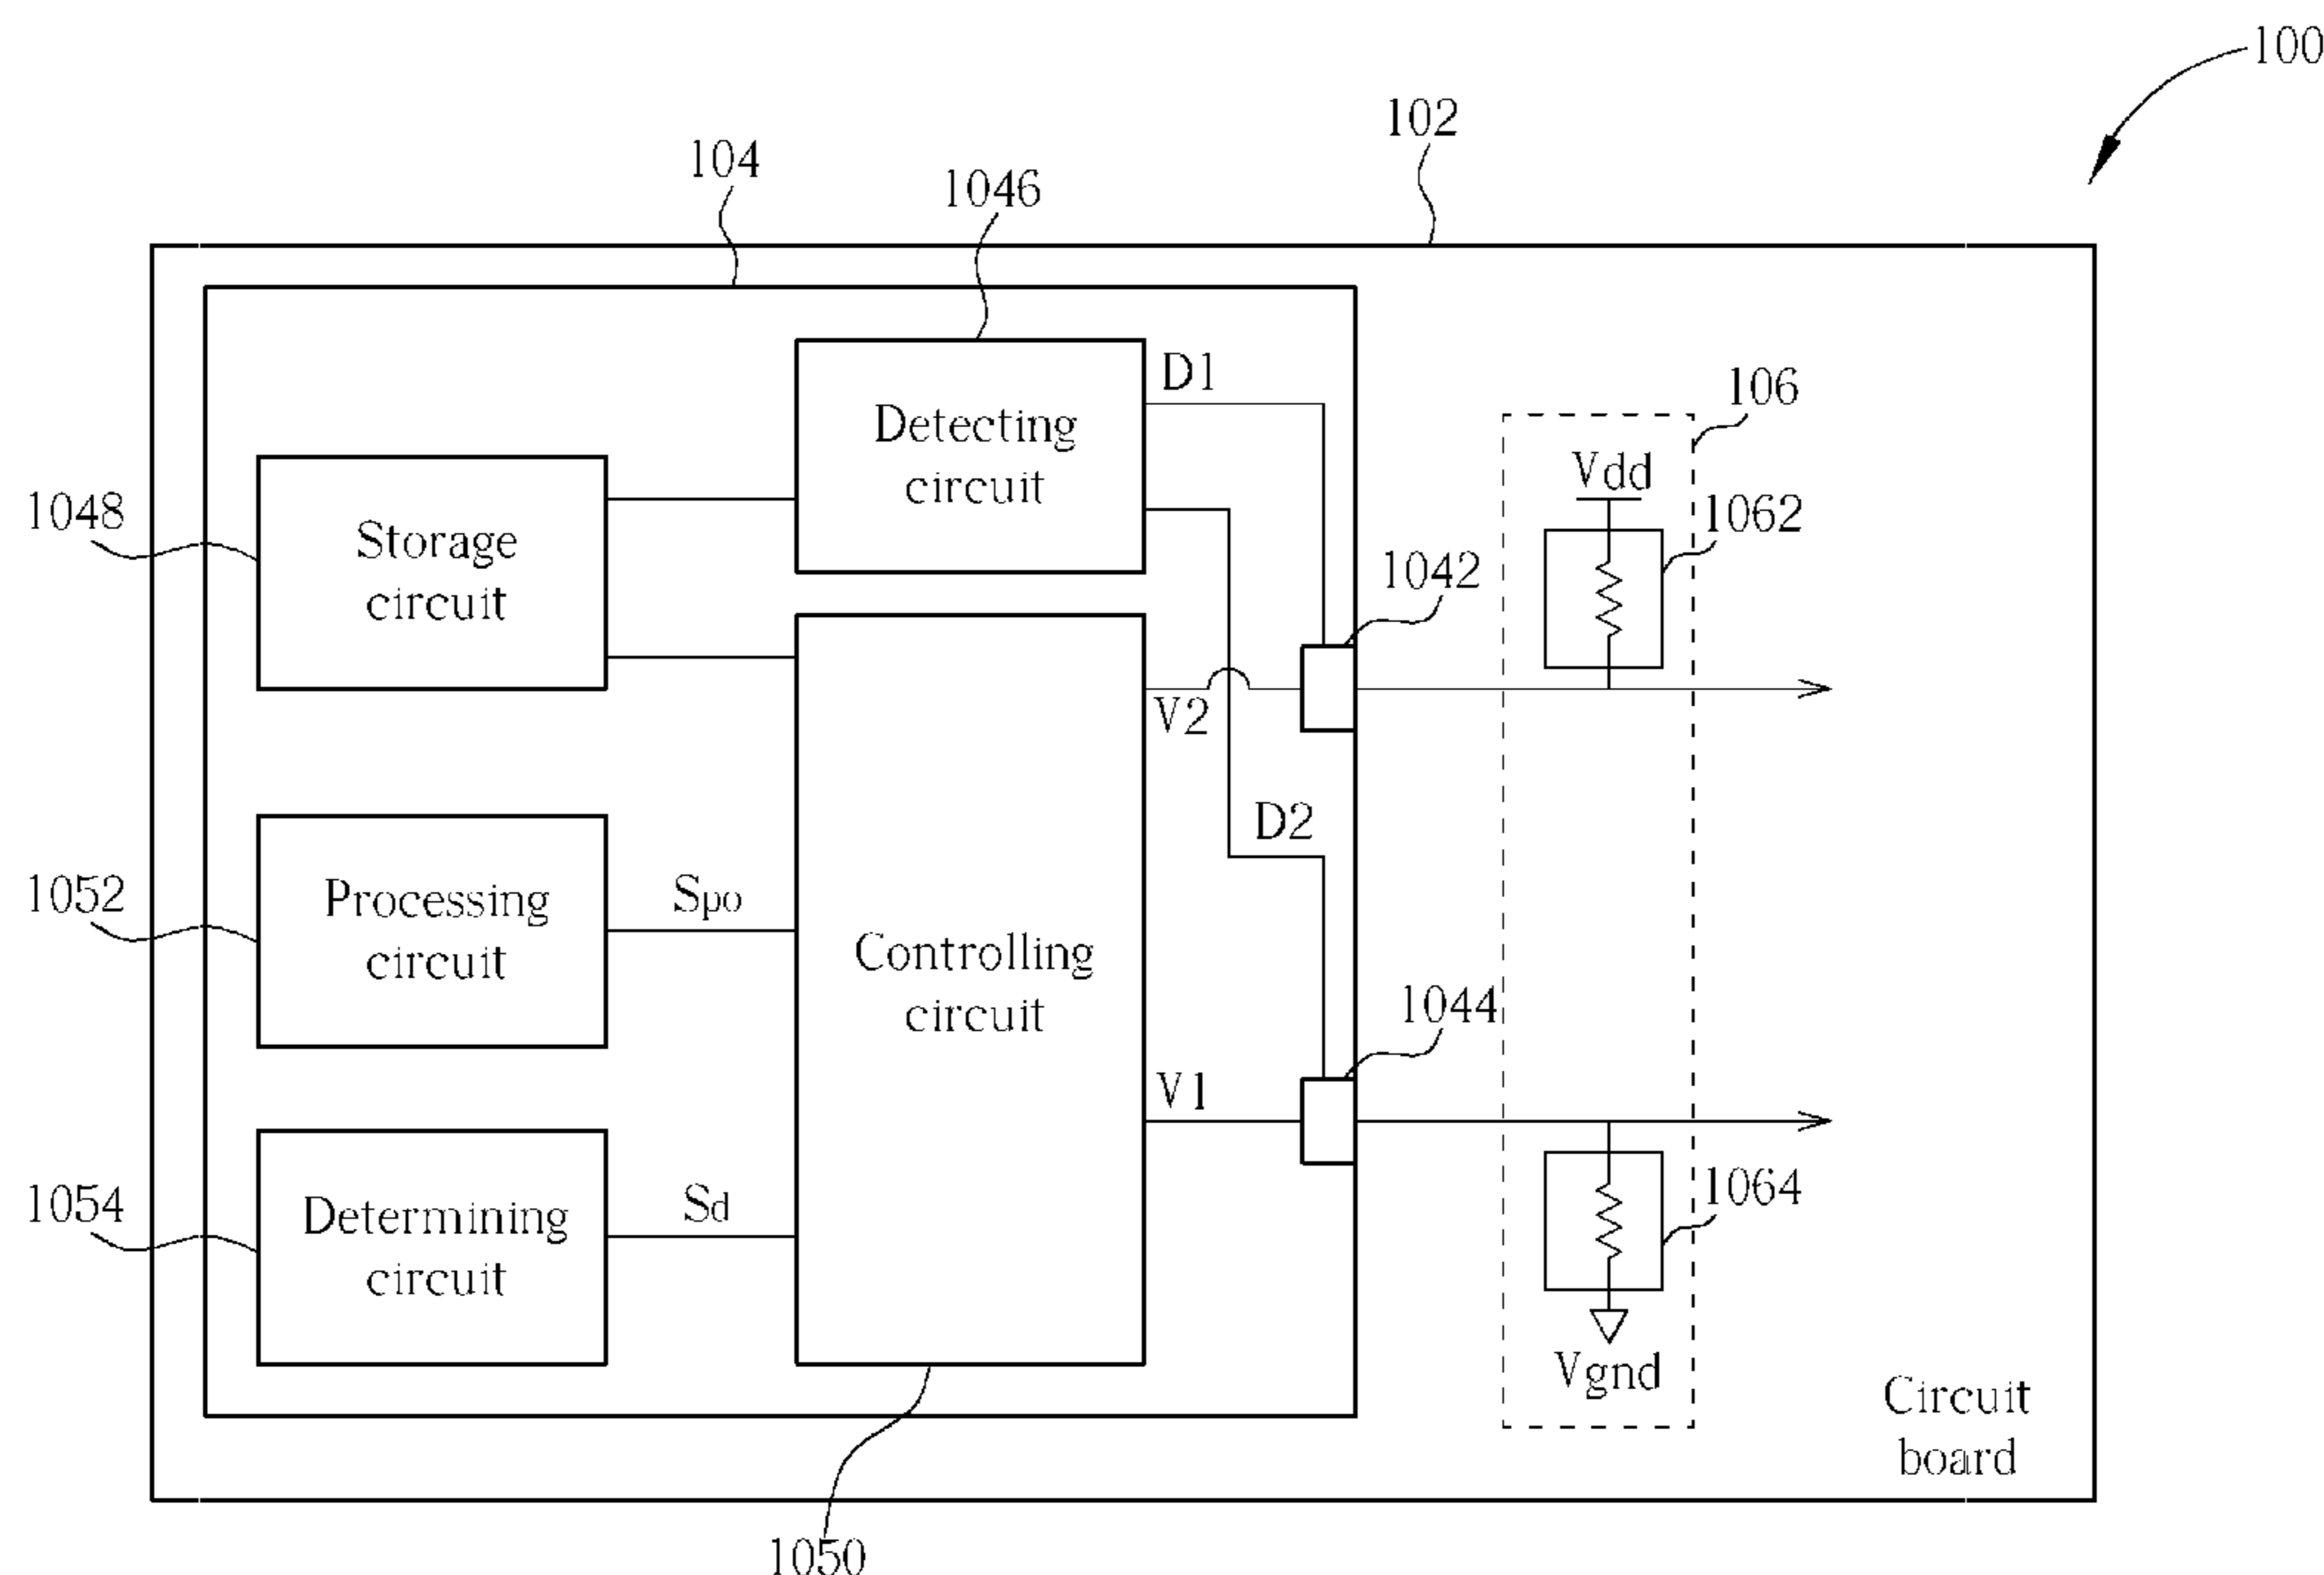 100
102
104
1046
D1
106
Detecting
circuit
Vdd
1048
1062
Storage
circuit
1042
V2
D2
1052
Processing
circuit
Spo
Controlling
circuit
1044
V1
1054
Determining
circuit
Sd
1064
Vgnd
Circuit
board
1050